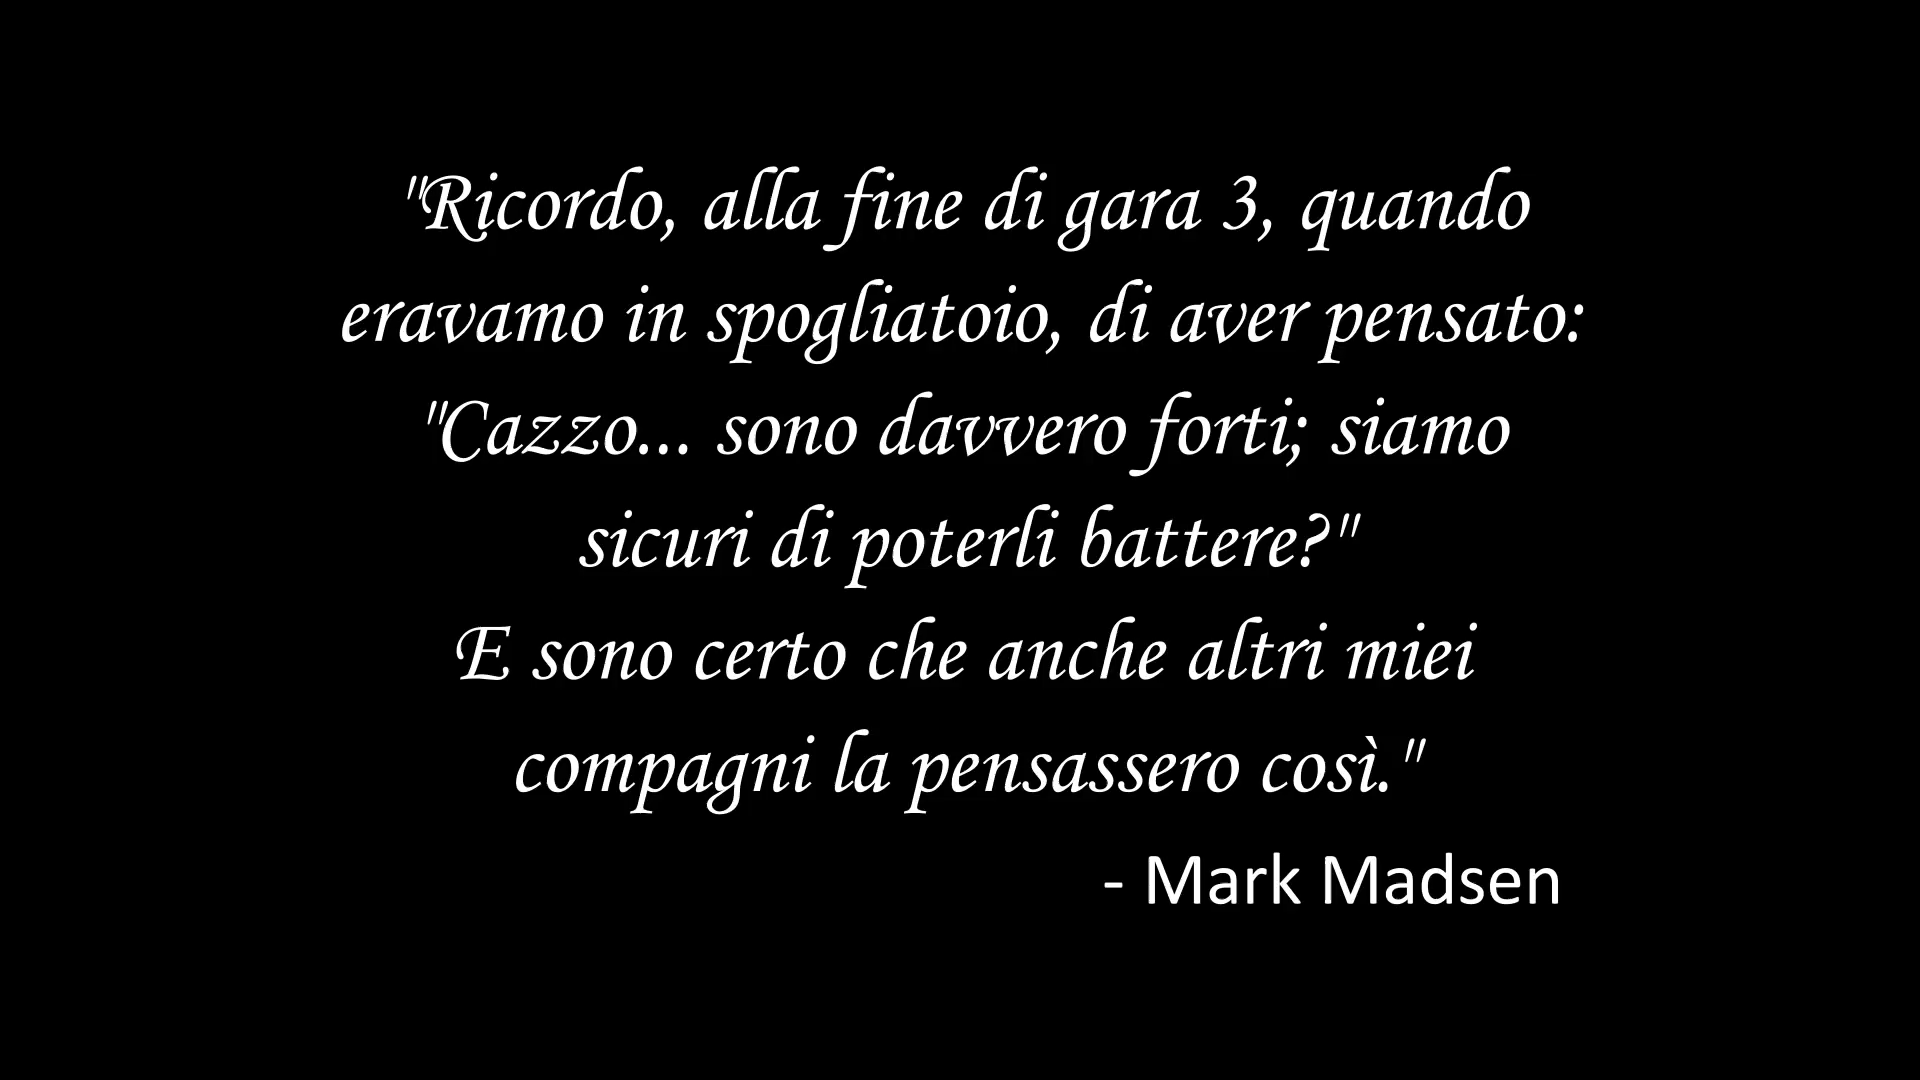 "Ricordo, alla fine di gara 3, quando
eravamo in spogliatoio, di aver pensato:
"Cazzo... sono davvero forti; siamo
sicuri di poterli battere?"
E sono certo che anche altri miei
compagni la pensassero così."
- Mark Madsen